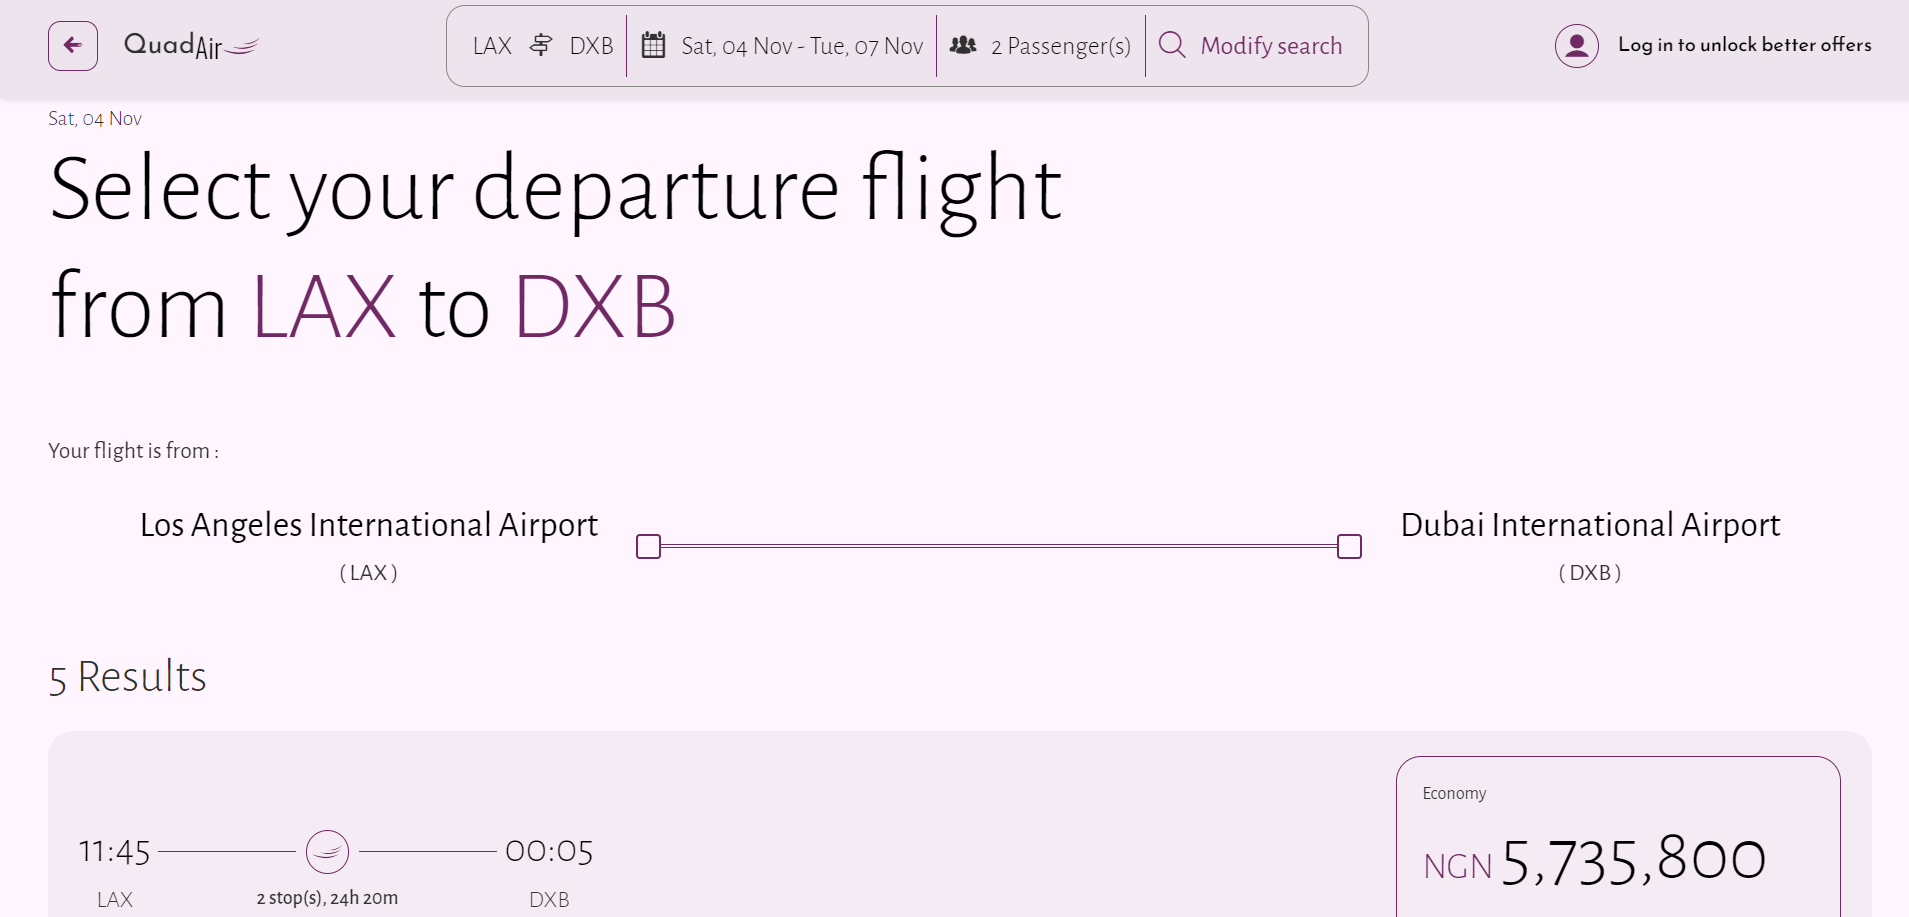 QuadAir
LAX DXB Sat, 04 Nov - Tue, 07 Nov 2 Passenger(s) Modify search
Log in to unlock better offers
Sat, 04 Nov
Select your departure flight
from LAX to DXB
Your flight is from :
Los Angeles International Airport
( LAX )
Dubai International Airport
( DXB )
5 Results
11:45
LAX
2 stop(s), 24h 20m
00:05
DXB
Economy
NGN 5,735,800